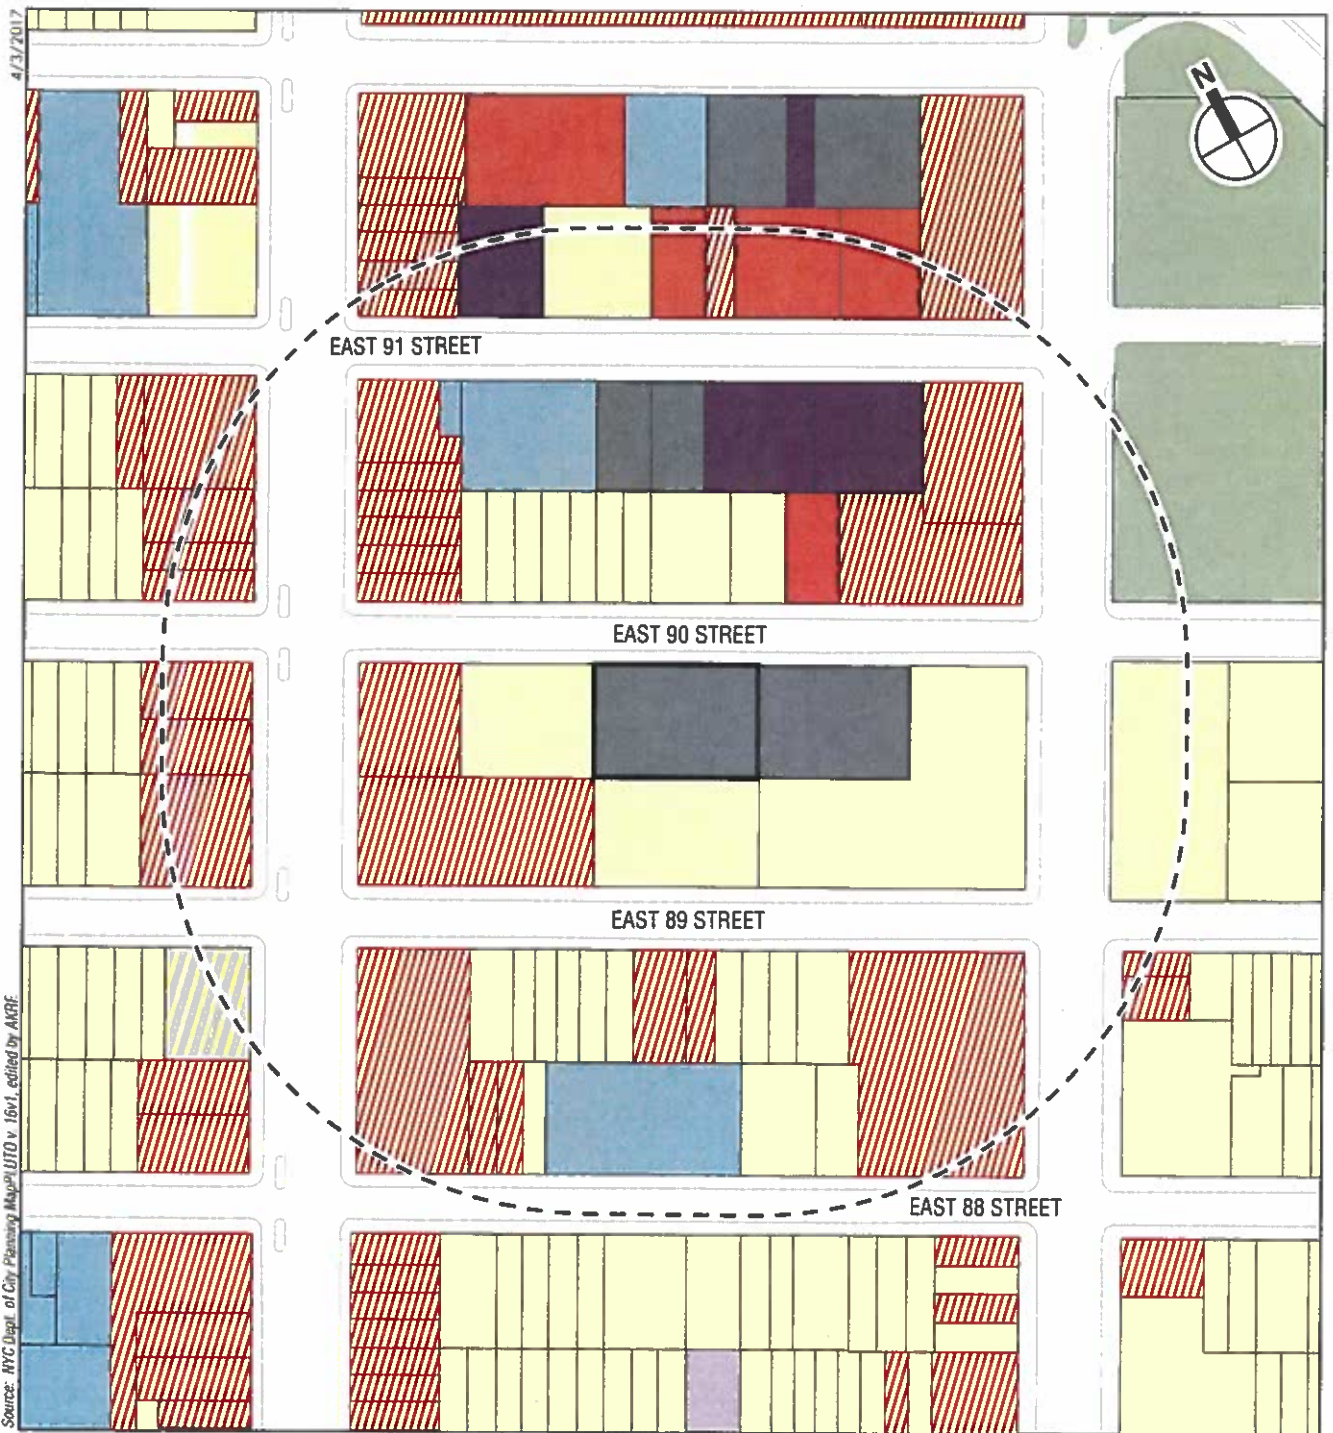 4/3/2017
N
EAST 91 STREET
EAST 90 STREET
EAST 89 STREET
EAST 88 STREET
Source: NYC Dept. of City Planning MapPLUTO v. 16v1, edited by AKRF.